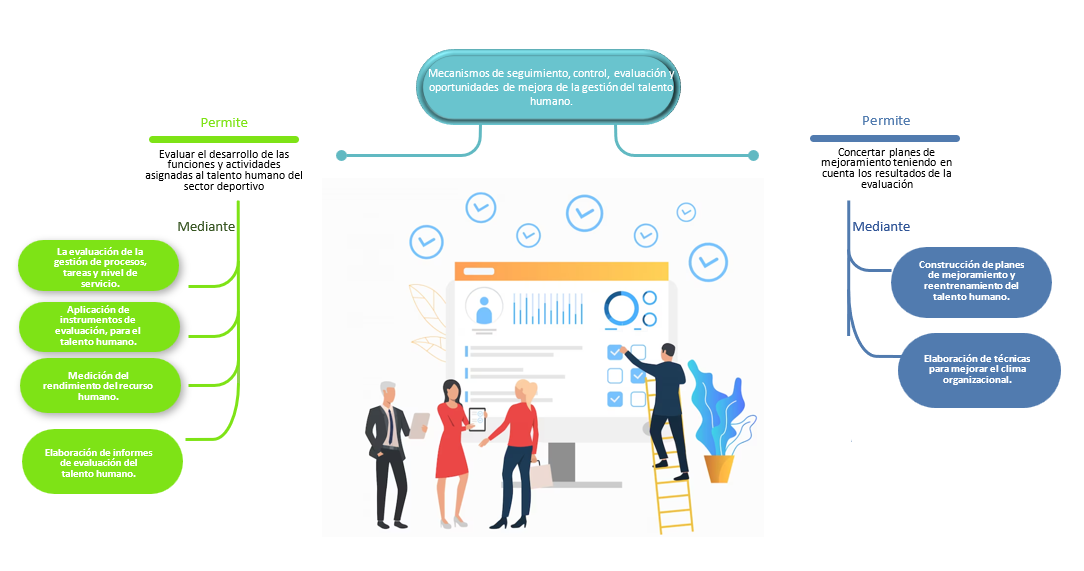 Mecanismos de seguimiento, control, evaluación y
oportunidades de mejora de la gestión del talento
humano.
Permite
Evaluar el desarrollo de las
funciones y actividades
asignadas al talento humano del
sector deportivo
Mediante
La evaluación de la
gestión de procesos,
tareas y nivel de
servicio.
Aplicación de
instrumentos de
evaluación, para el
talento humano.
Medición del
rendimiento del recurso
humano.
Elaboración de informes
de evaluación del
talento humano.
Permite
Concertar planes de
mejoramiento teniendo en
cuenta los resultados de la
evaluación
Mediante
Construcción de planes
de mejoramiento y
reentrenamiento del
talento humano.
Elaboración de técnicas
para mejorar el clima
organizacional.